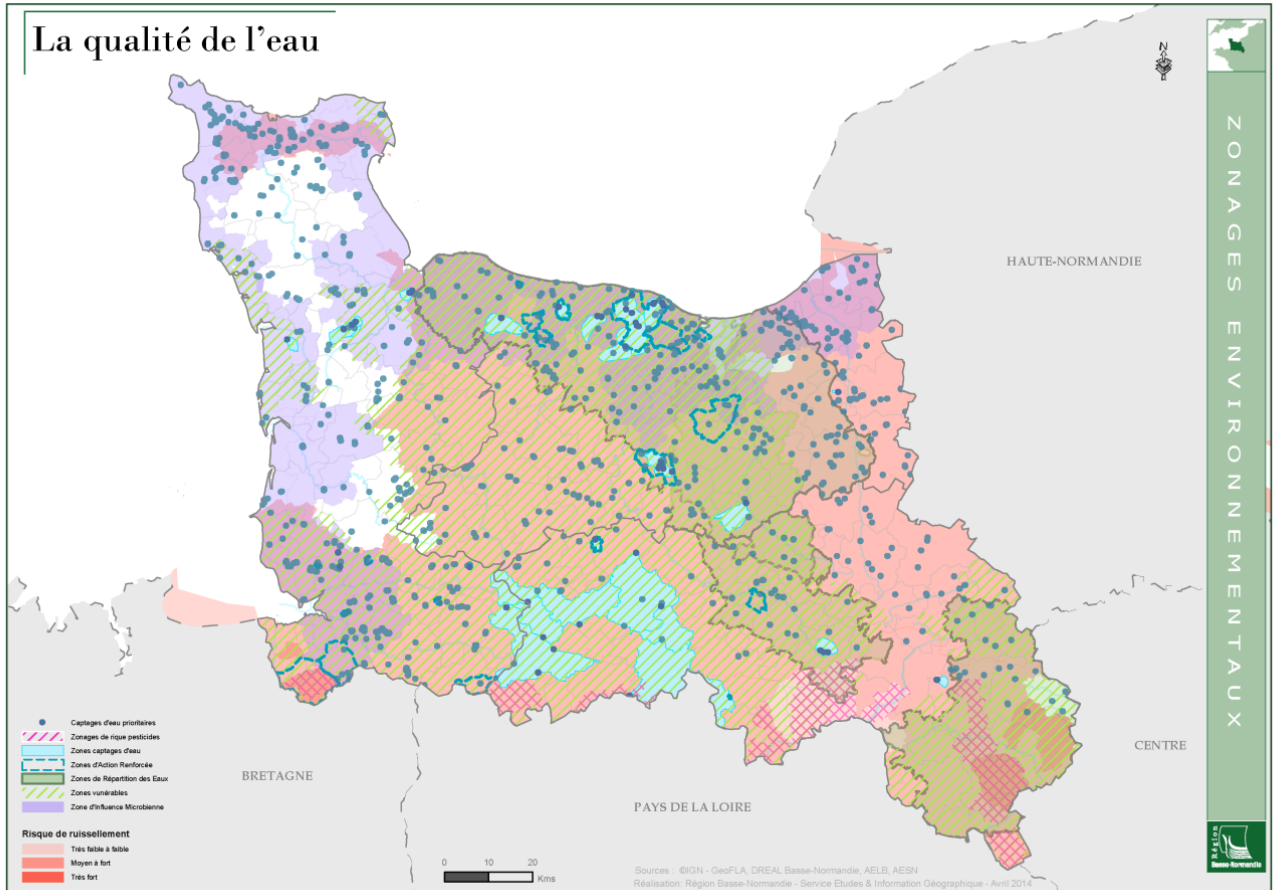 La qualité de l'eau
N
ZONAGES ENVIRONNEMENTAUX
HAUTE-NORMANDIE
CENTRE
BRETAGNE
PAYS DE LA LOIRE
Captages d'eau prioritaires
Zonages de rique pesticides
Zones captages d'eau
Zones d'Action Renforcée
Zones de Répartition des Eaux
Zones vunérables
Zone d'Influence Microbienne
Risque de ruissellement
Très faible à faible
Moyen à fort
Très fort
0 10 20
Kms
Sources : ©IGN - GeoFLA, DREAL Basse-Normandie, AELB, AESN
Réalisation: Région Basse-Normandie - Service Etudes & Information Géographique - Avril 2014
Région
Basse-Normandie